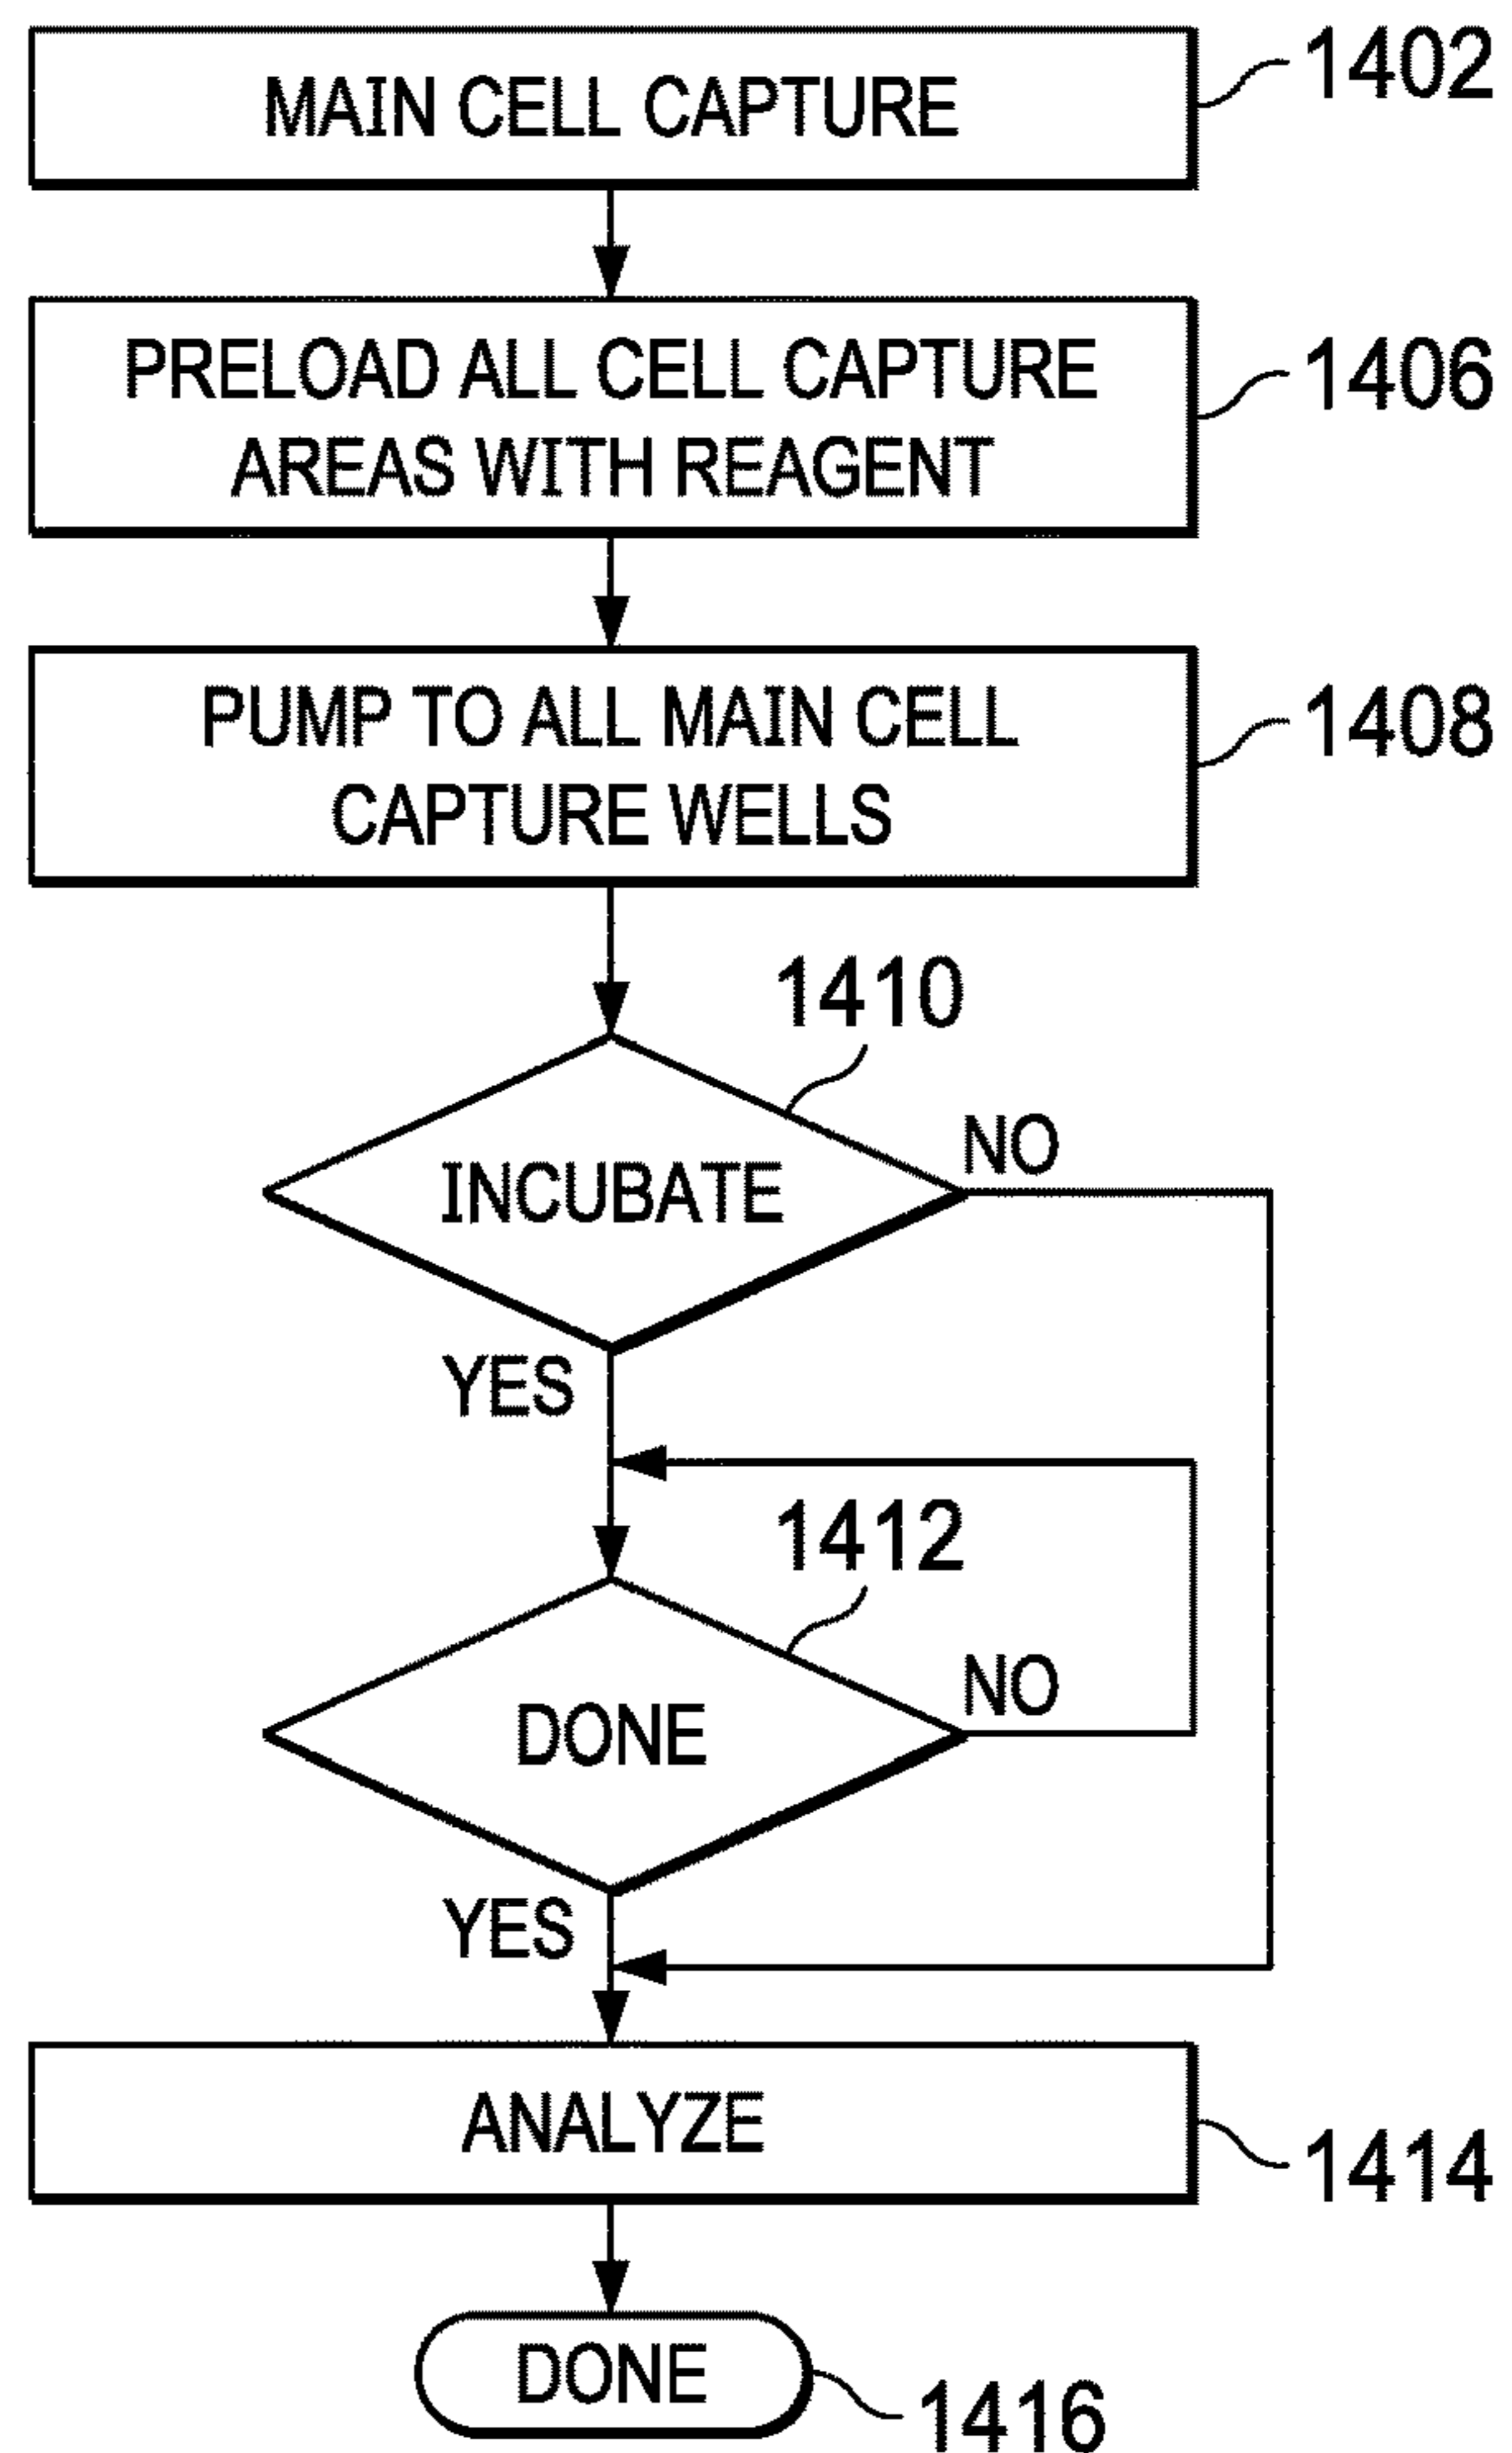 MAIN CELL CAPTURE
1402
PRELOAD ALL CELL CAPTURE
AREAS WITH REAGENT
1406
PUMP TO ALL MAIN CELL
CAPTURE WELLS
1408
1410
INCUBATE
NO
YES
1412
DONE
NO
YES
ANALYZE
1414
DONE
1416